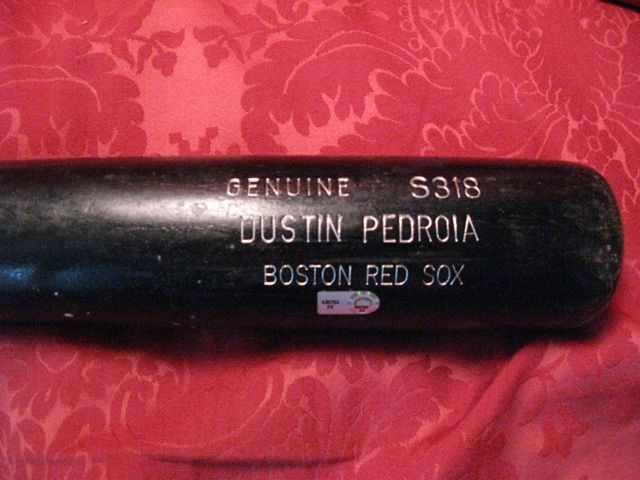 GENUINE S318
DUSTIN PEDROIA
BOSTON RED SOX